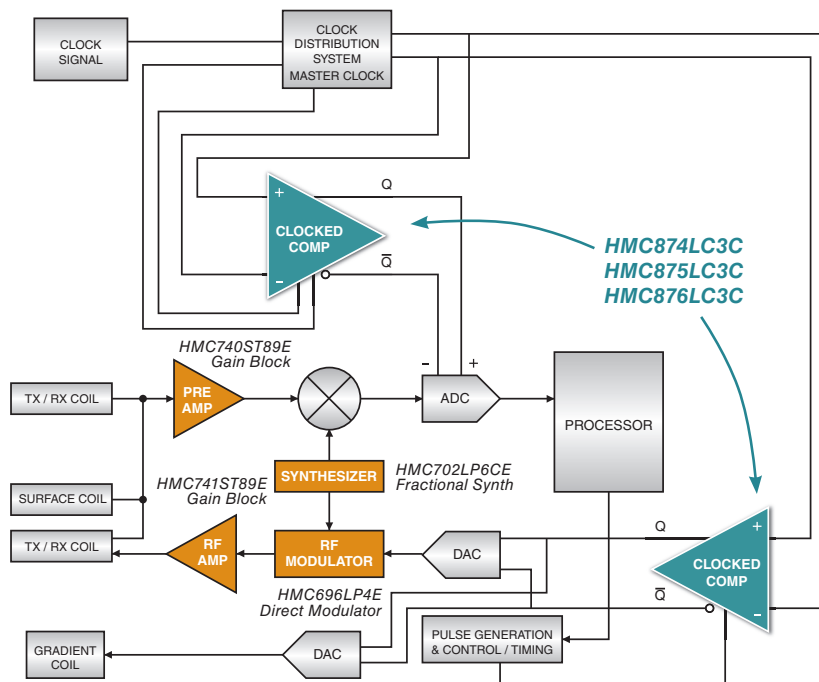 CLOCK
SIGNAL
CLOCK
DISTRIBUTION
SYSTEM
MASTER CLOCK
+
Q
CLOCKED
COMP
Q̅
-
HMC874LC3C
HMC875LC3C
HMC876LC3C
HMC740ST89E
Gain Block
-
+
TX / RX COIL
PRE
AMP
ADC
PROCESSOR
SYNTHESIZER
HMC702LP6CE
Fractional Synth
HMC741ST89E
Gain Block
SURFACE COIL
TX / RX COIL
RF
AMP
RF
MODULATOR
DAC
Q
+
CLOCKED
COMP
Q̅
-
HMC696LP4E
Direct Modulator
GRADIENT
COIL
DAC
PULSE GENERATION
& CONTROL / TIMING